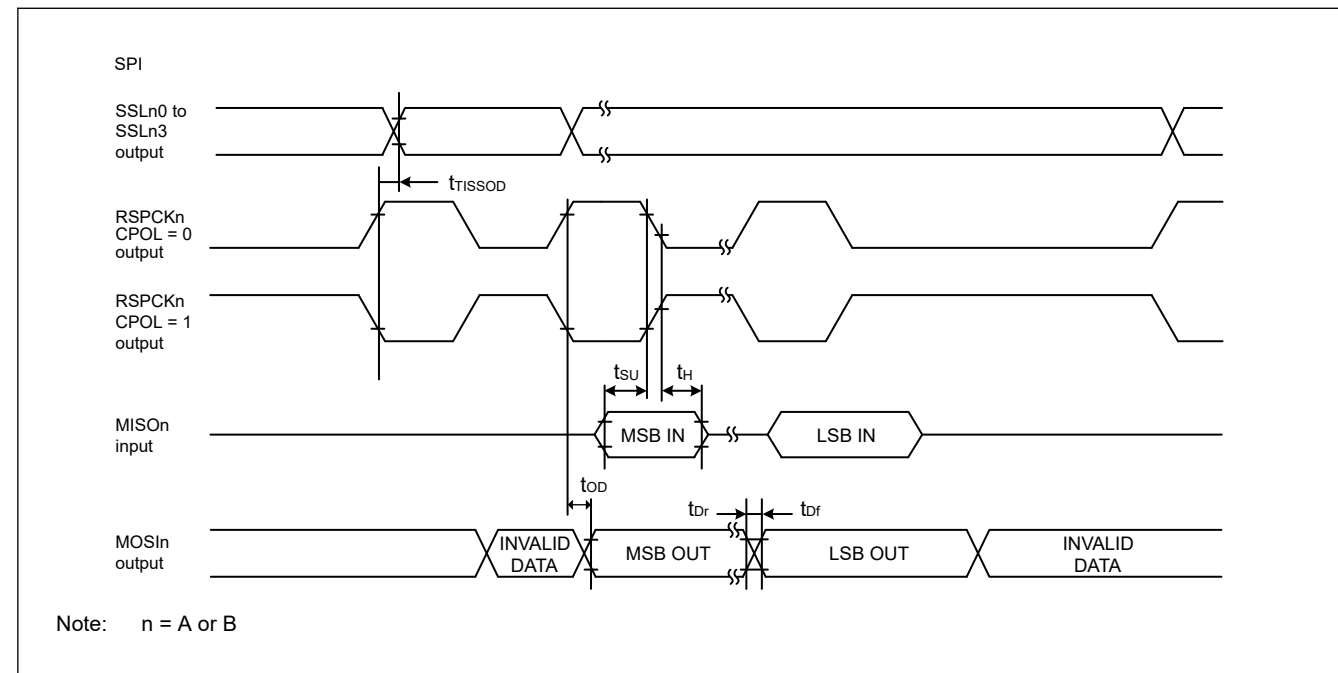 SPI
SSLn0 to
SSLn3
output
tTISSOD
RSPCKn
CPOL = 0
output
RSPCKn
CPOL = 1
output
tSU
tH
MISOn
input
MSB IN
LSB IN
tOD
tDr
tDf
MOSIn
output
INVALID
DATA
MSB OUT
LSB OUT
INVALID
DATA
Note: n = A or B